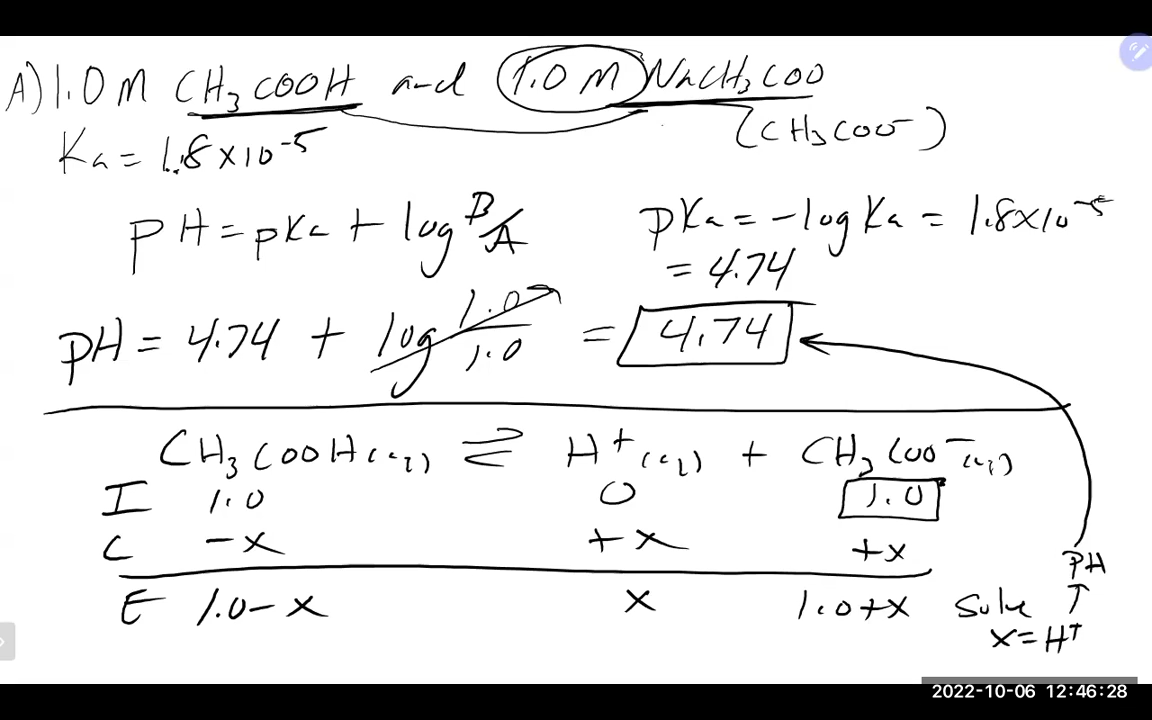 A) 1.0 M CH₃COOH and 1.0 M NaCH₃COO
Ka = 1.8 x 10⁻⁵ (CH₃COO⁻)
pH = pKa + log B/A pKa = -log Ka = 1.8x10⁻⁵
= 4.74
pH = 4.74 + log 1.0/1.0 = 4.74
CH₃COOH(aq) ⇌ H⁺(aq) + CH₃COO⁻(aq)
I 1.0 0 1.0
C -x +x +x
E 1.0-x x 1.0+x Solve
pH
↑
x = H⁺
2022-10-06 12:46:28